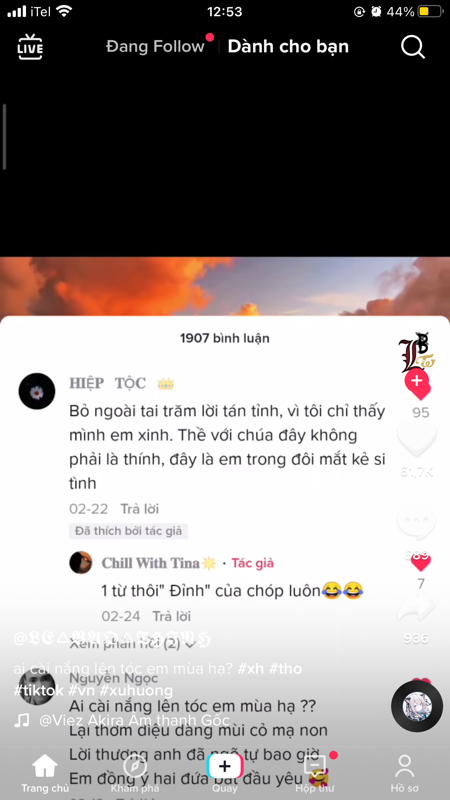 iTel
12:53
44%
LIVE
Đang Follow
Dành cho bạn
1907 bình luận
HIỆP TỘC
Bỏ ngoài tai trăm lời tán tỉnh, vì tôi chỉ thấy
mình em xinh. Thề với chúa đây không
phải là thính, đây là em trong đôi mắt kẻ si
tình
95
61,7K
02-22 Trả lời
Đã thích bởi tác giả
Chill With Tina☀️ · Tác giả
989
1 từ thôi" Đỉnh" của chóp luôn😂😂
7
02-24 Trả lời
936
Xem phản hồi (2)
ai cài nắng lên tóc em mùa hạ? #xh #tho
#tiktok #vn #xuhuong
Nguyễn Ngọc
Ai cài nắng lên tóc em mùa hạ ??
Lại thơm dịu dàng mùi cỏ mạ non
@Viez Akira Âm thanh Gốc
Lời thương anh đã ngỏ tự bao giờ
Em đồng ý hai đứa bắt đầu yêu 🥰
Trang chủ
Khám phá
Quay
Hộp thư
Hồ sơ